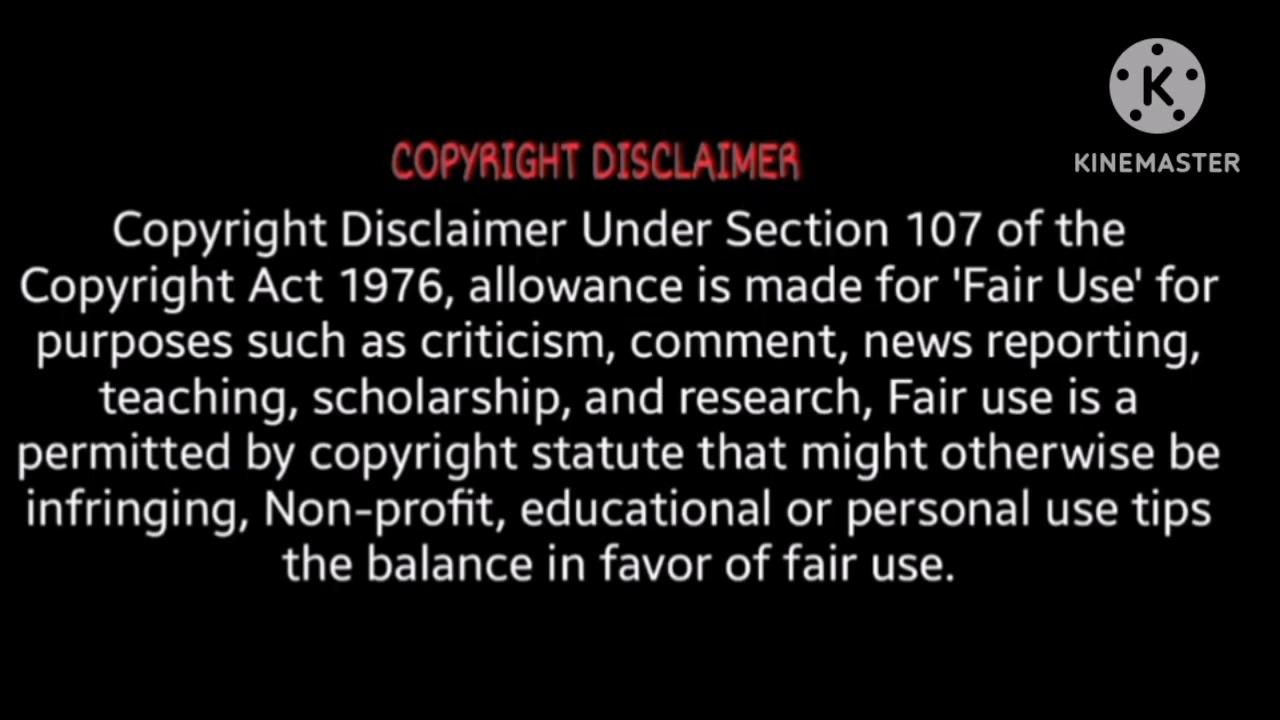 K
KINEMASTER
COPYRIGHT DISCLAIMER
Copyright Disclaimer Under Section 107 of the
Copyright Act 1976, allowance is made for 'Fair Use' for
purposes such as criticism, comment, news reporting,
teaching, scholarship, and research, Fair use is a
permitted by copyright statute that might otherwise be
infringing, Non-profit, educational or personal use tips
the balance in favor of fair use.